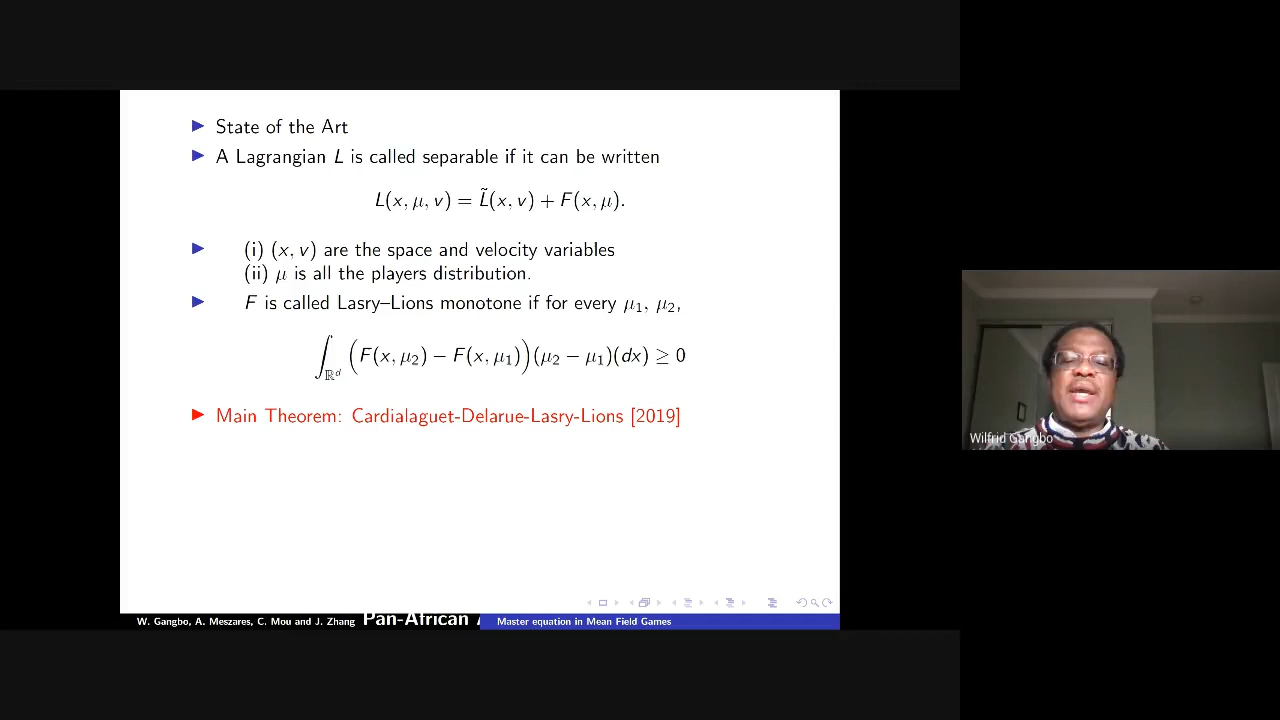 State of the Art
A Lagrangian L is called separable if it can be written
L(x, μ, v) = L̃(x, v) + F(x, μ).
(i) (x, v) are the space and velocity variables
(ii) μ is all the players distribution.
F is called Lasry–Lions monotone if for every μ₁, μ₂,
∫_ℝᵈ (F(x, μ₂) − F(x, μ₁))(μ₂ − μ₁)(dx) ≥ 0
Main Theorem: Cardialaguet-Delarue-Lasry-Lions [2019]
Wilfrid Gangbo
W. Gangbo, A. Meszares, C. Mou and J. Zhang Pan-African Master equation in Mean Field Games